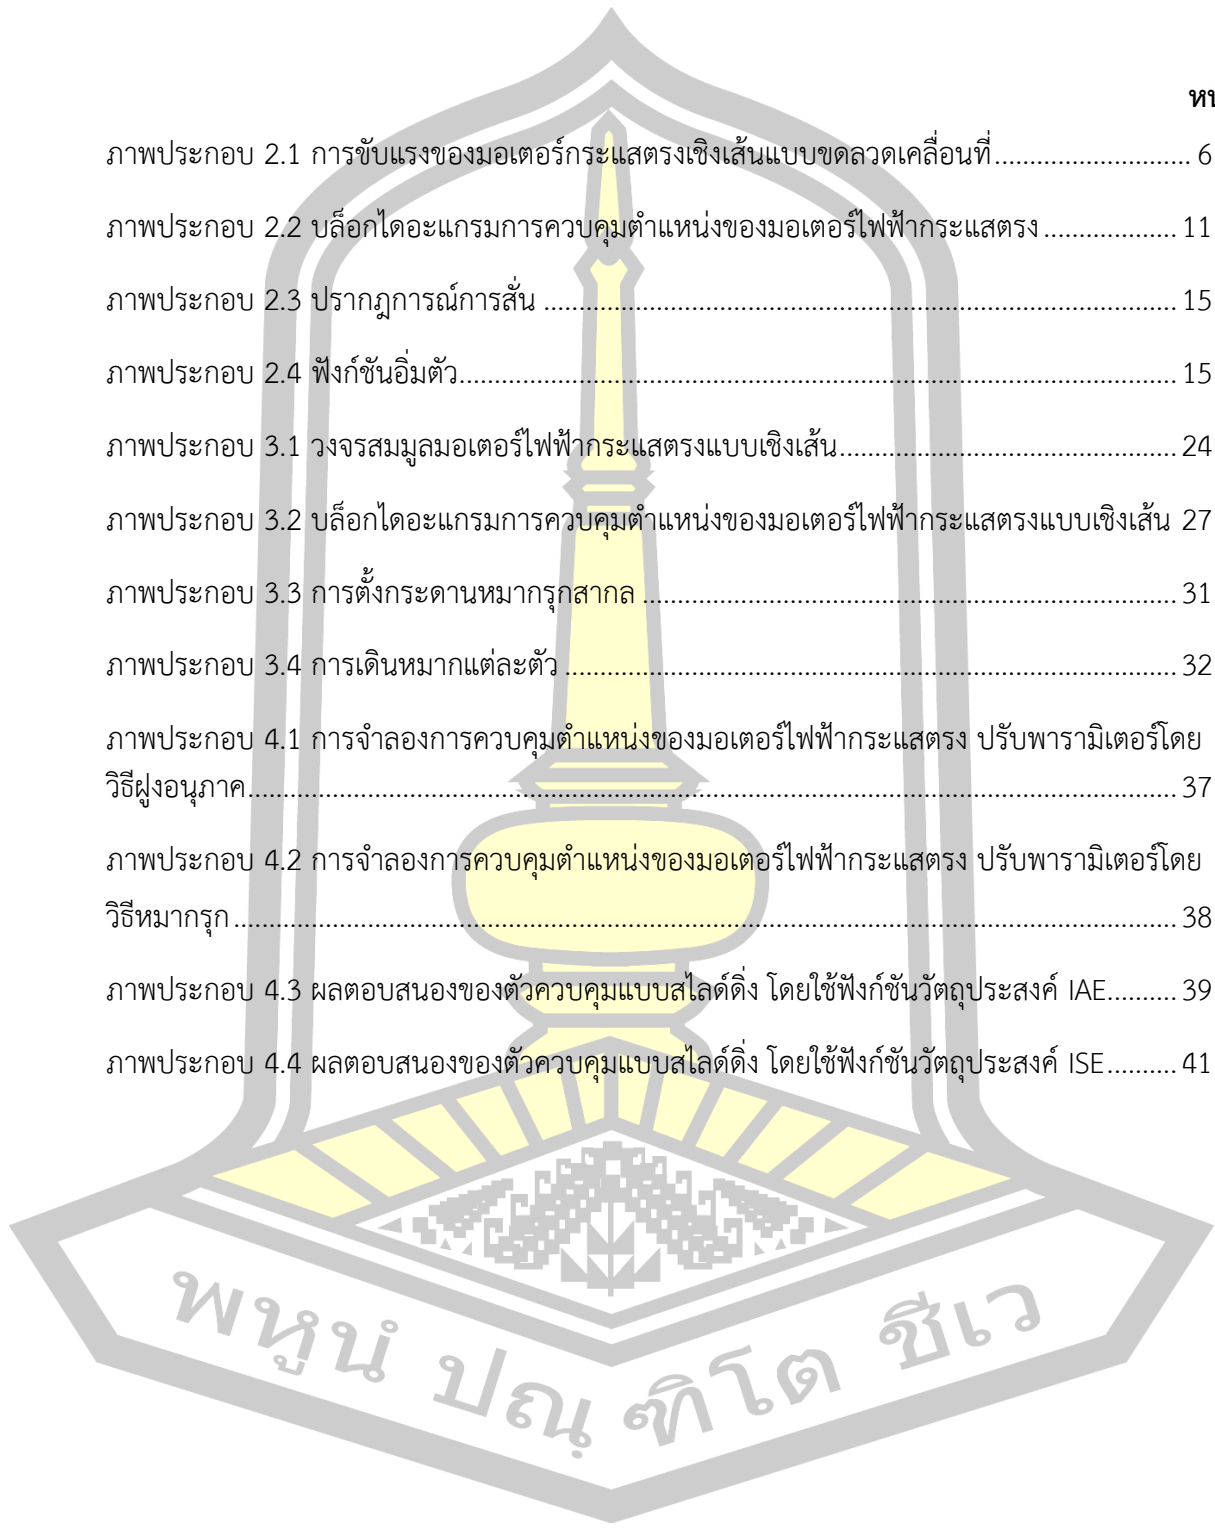 ภาพประกอบ 2.1 การขับแรงของมอเตอร์กระแสตรงเชิงเส้นแบบขดลวดเคลื่อนที่............................ 6
ภาพประกอบ 2.2 บล็อกไดอะแกรมการควบคุมตำแหน่งของมอเตอร์ไฟฟ้ากระแสตรง ................... 11
ภาพประกอบ 2.3 ปรากฎการณ์การสั่น ............................................................................................ 15
ภาพประกอบ 2.4 ฟังก์ชันอิ่มตัว........................................................................................................ 15
ภาพประกอบ 3.1 วงจรสมมูลมอเตอร์ไฟฟ้ากระแสตรงแบบเชิงเส้น................................................. 24
ภาพประกอบ 3.2 บล็อกไดอะแกรมการควบคุมตำแหน่งของมอเตอร์ไฟฟ้ากระแสตรงแบบเชิงเส้น 27
ภาพประกอบ 3.3 การตั้งกระดานหมากรุกสากล .............................................................................. 31
ภาพประกอบ 3.4 การเดินหมากแต่ละตัว ......................................................................................... 32
ภาพประกอบ 4.1 การจำลองการควบคุมตำแหน่งของมอเตอร์ไฟฟ้ากระแสตรง ปรับพารามิเตอร์โดย
วิธีฝูงอนุภาค....................................................................................................................................... 37
ภาพประกอบ 4.2 การจำลองการควบคุมตำแหน่งของมอเตอร์ไฟฟ้ากระแสตรง ปรับพารามิเตอร์โดย
วิธีหมากรุก ......................................................................................................................................... 38
ภาพประกอบ 4.3 ผลตอบสนองของตัวควบคุมแบบสไลด์ดิ่ง โดยใช้ฟังก์ชันวัตถุประสงค์ IAE.......... 39
ภาพประกอบ 4.4 ผลตอบสนองของตัวควบคุมแบบสไลด์ดิ่ง โดยใช้ฟังก์ชันวัตถุประสงค์ ISE.......... 41
พหูนํ ปณฺ ฑิโต ชีเว